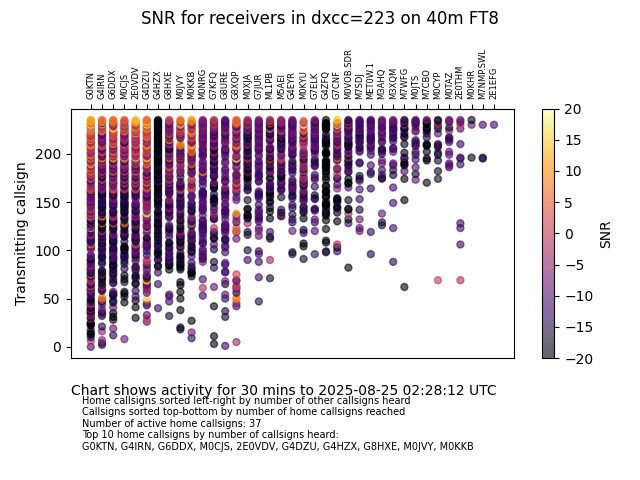 SNR for receivers in dxcc=223 on 40m FT8
G0KTN G4IRN G6DDX M0CJS 2E0VDV G4DZU G4HZX G8HXE M0JVY M0KKB M0NRG G7KFQ G8URE G8XQP M0XJA G7JUR ML1PB M5AEI G4EYR M0KYU G7ELK G4ZFQ G7CNF M0VOB.SDR M7SDJ MET0W.1 M3AHQ M3XQM M7WFG M0JTS M7CBO M0CYP M0TAZ 2E0THM M0KHR M7NMP.SWL 2E1EFG
Transmitting callsign
200
150
100
50
0
20
15
10
5
0
−5
−10
−15
−20
SNR
Chart shows activity for 30 mins to 2025-08-25 02:28:12 UTC
Home callsigns sorted left-right by number of other callsigns heard
Callsigns sorted top-bottom by number of home callsigns reached
Number of active home callsigns: 37
Top 10 home callsigns by number of callsigns heard:
G0KTN, G4IRN, G6DDX, M0CJS, 2E0VDV, G4DZU, G4HZX, G8HXE, M0JVY, M0KKB